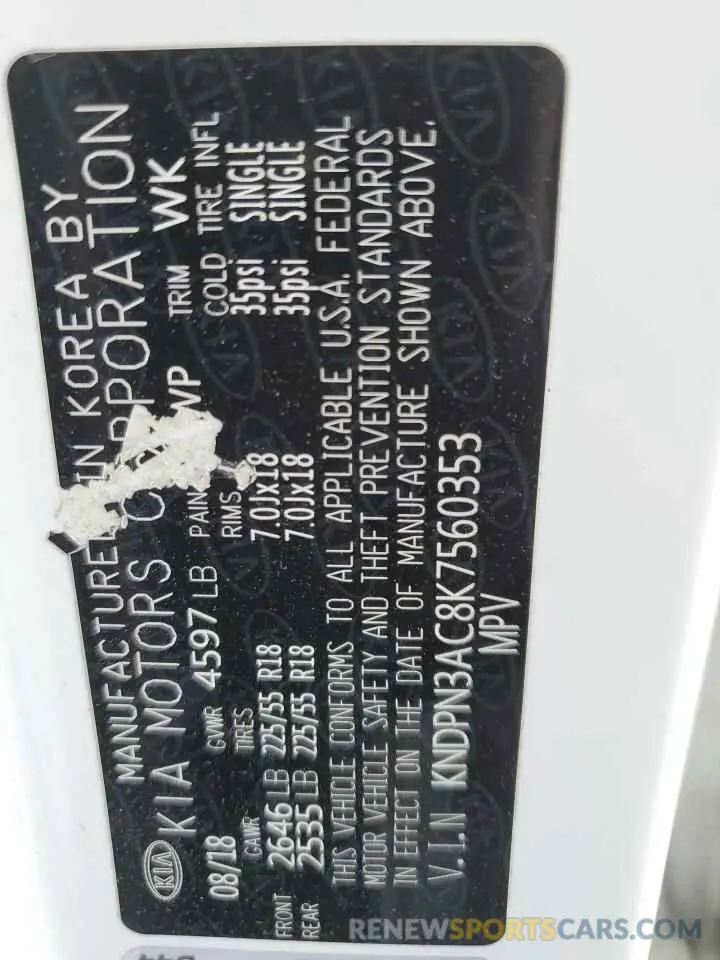 MANUFACTURED IN KOREA BY
KIA KIA MOTORS CORPORATION
08/18 GVWR 4597 LB PAIN WP TRIM WK
GAWR TIRES RIMS COLD TIRE INFL
FRONT 2646 LB 225/55 R18 7.0Jx18 35psi SINGLE
REAR 2535 LB 225/55 R18 7.0Jx18 35psi SINGLE
THIS VEHICLE CONFORMS TO ALL APPLICABLE U.S.A. FEDERAL
MOTOR VEHICLE SAFETY AND THEFT PREVENTION STANDARDS
IN EFFECT ON THE DATE OF MANUFACTURE SHOWN ABOVE.
V.I.N KNDPN3AC8K7560353
MPV
RENEWSPORTSCARS.COM